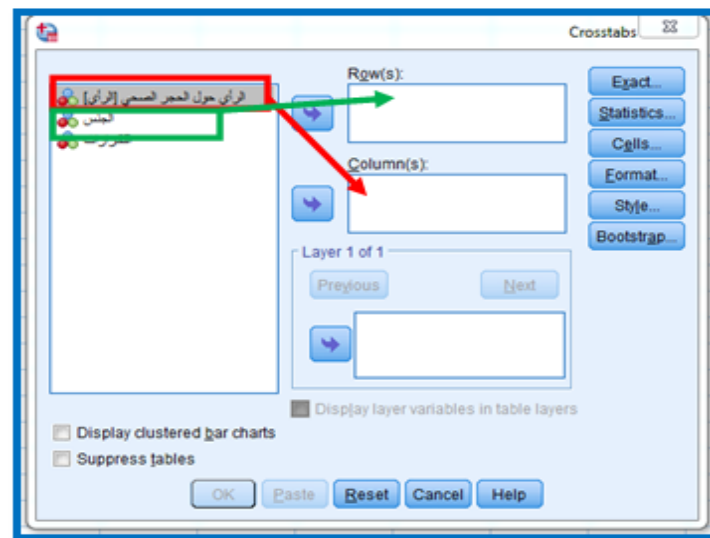 Crosstabs
الرأي حول الحجر الصحي [الرأي]
الجنس
التكرارات
Row(s):
Column(s):
Layer 1 of 1
Previous
Next
Display layer variables in table layers
Exact...
Statistics...
Cells...
Format...
Style...
Bootstrap...
Display clustered bar charts
Suppress tables
OK
Paste
Reset
Cancel
Help